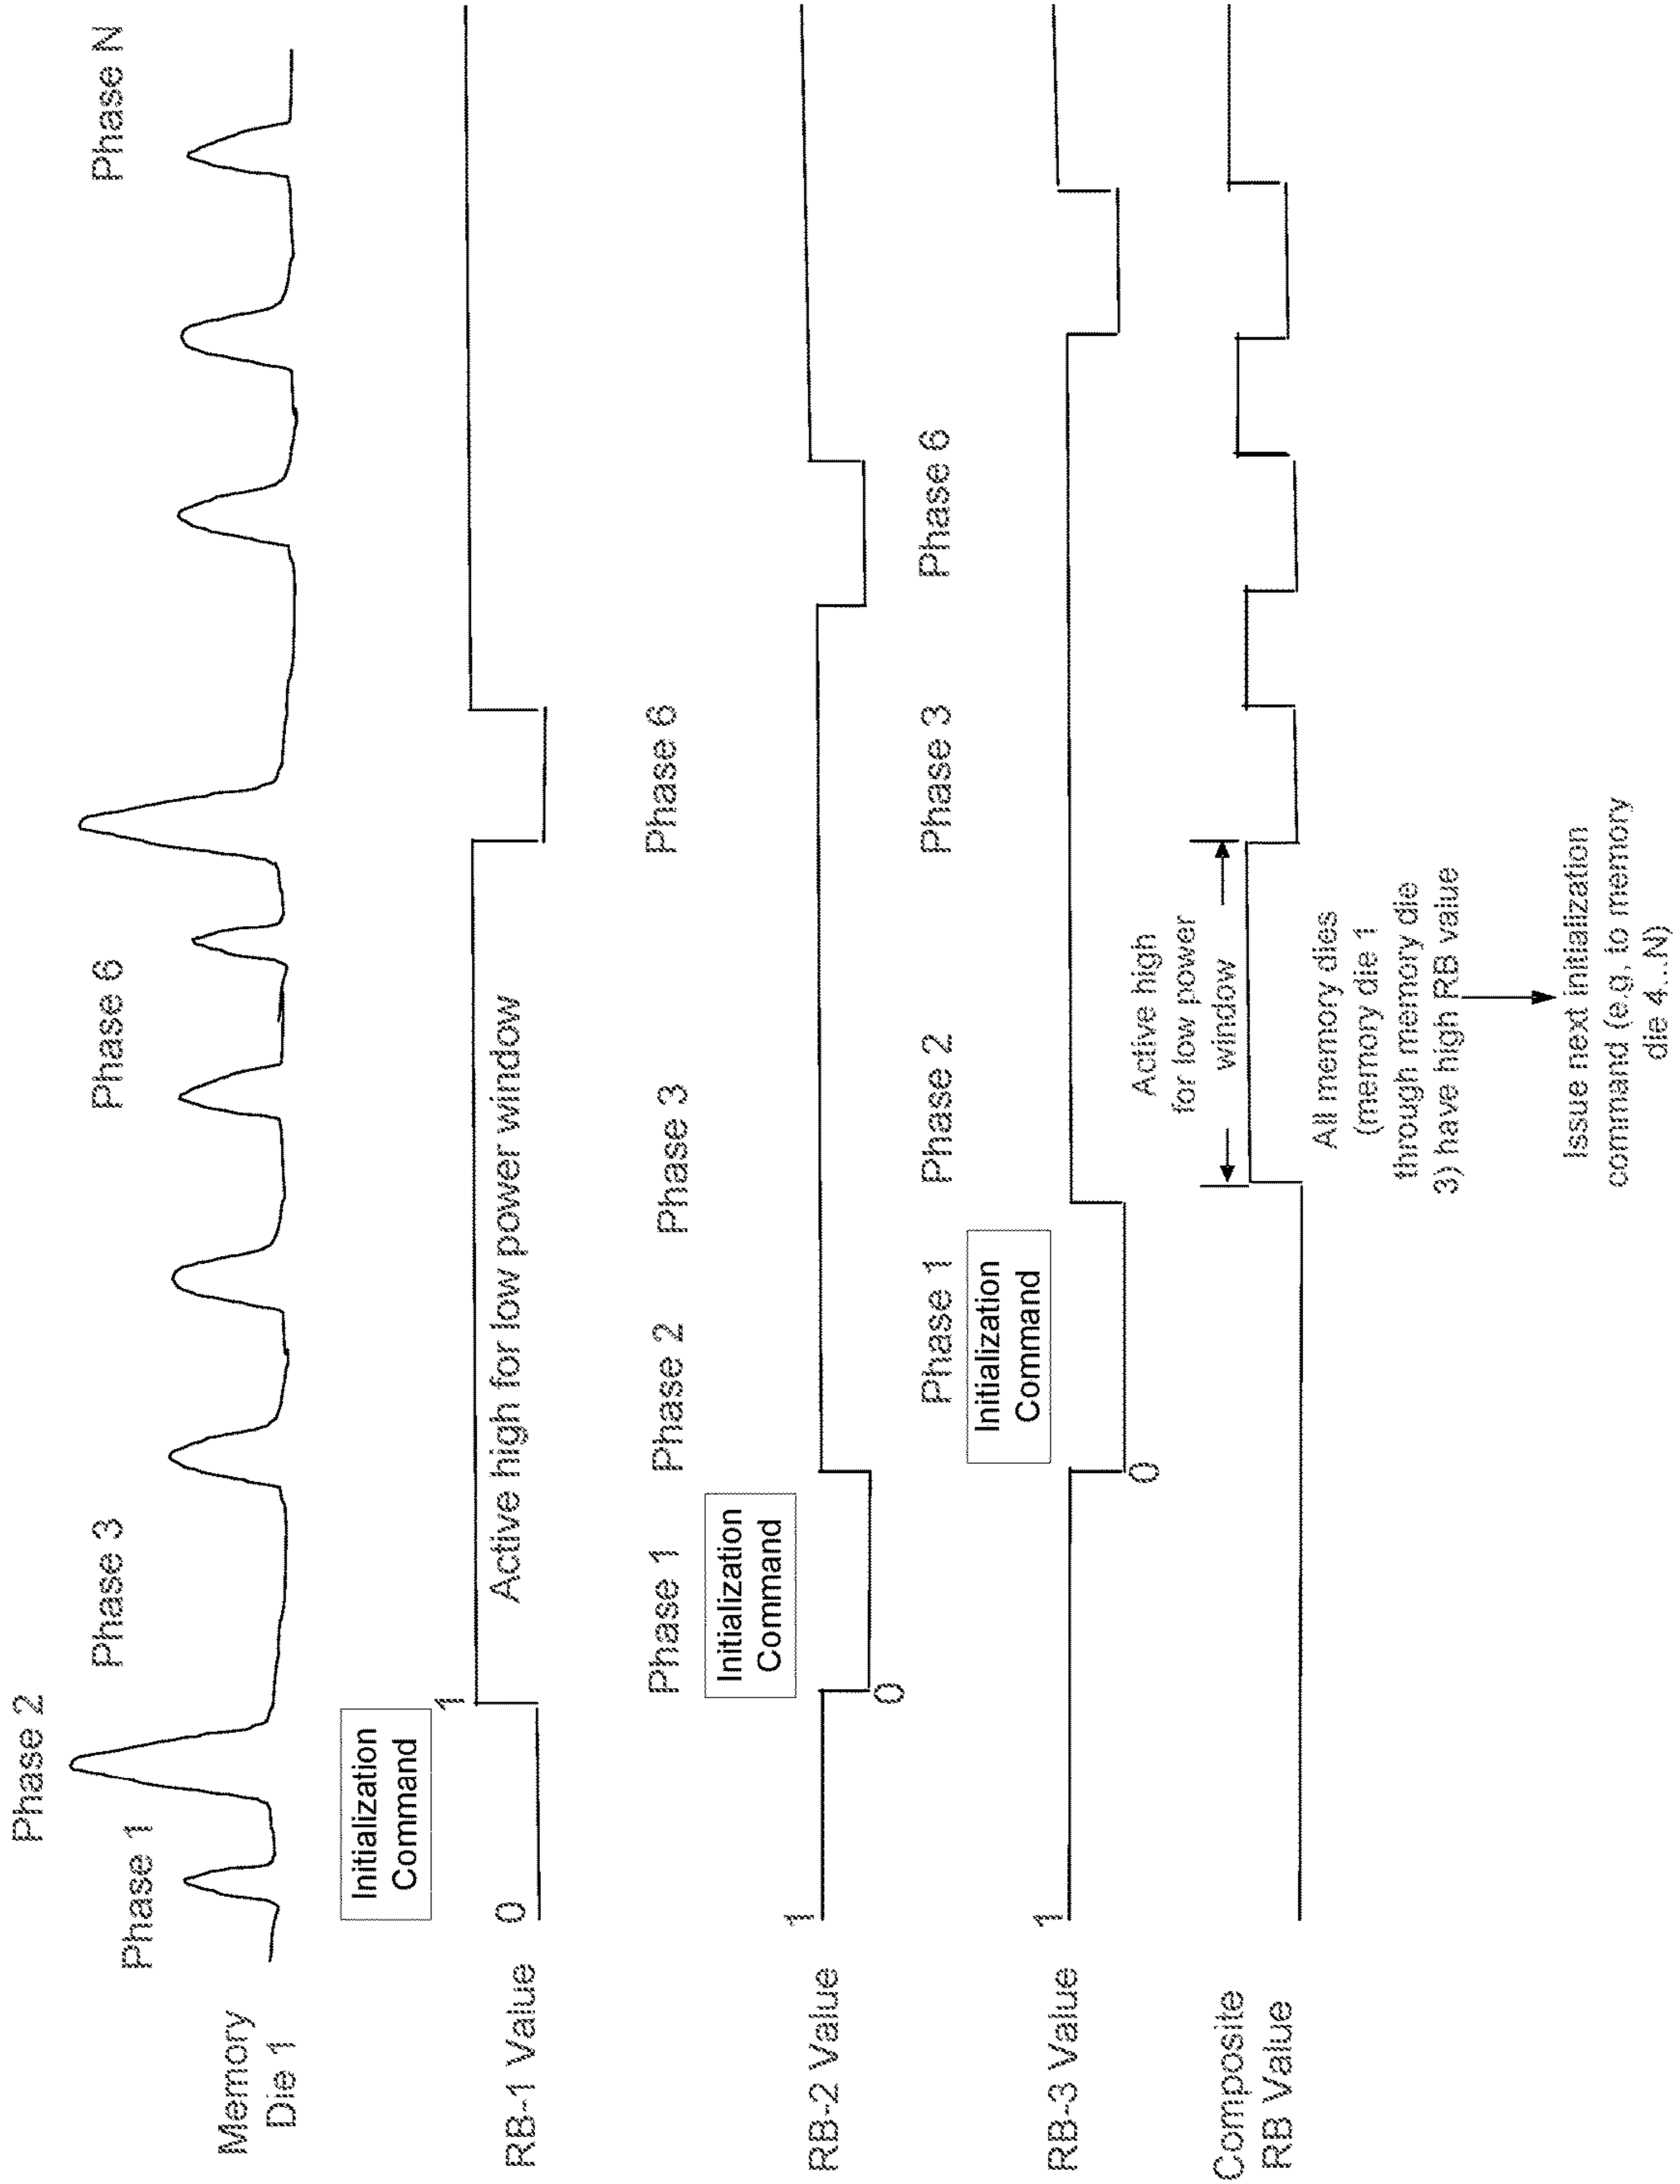 Phase 2
Phase 1
Phase 3
Phase 6
Phase N
Memory
Die 1
Initialization
Command
0
1
RB-1 Value
Active high for low power window
Phase 1
Phase 2
Phase 3
Phase 6
Initialization
Command
1
0
RB-2 Value
Phase 1
Phase 2
Phase 3
Phase 6
Initialization
Command
1
0
RB-3 Value
Active high
for low power
window
Composite
RB Value
All memory dies
(memory die 1
through memory die
3) have high RB value
Issue next initialization
command (e.g, to memory
die 4...N)